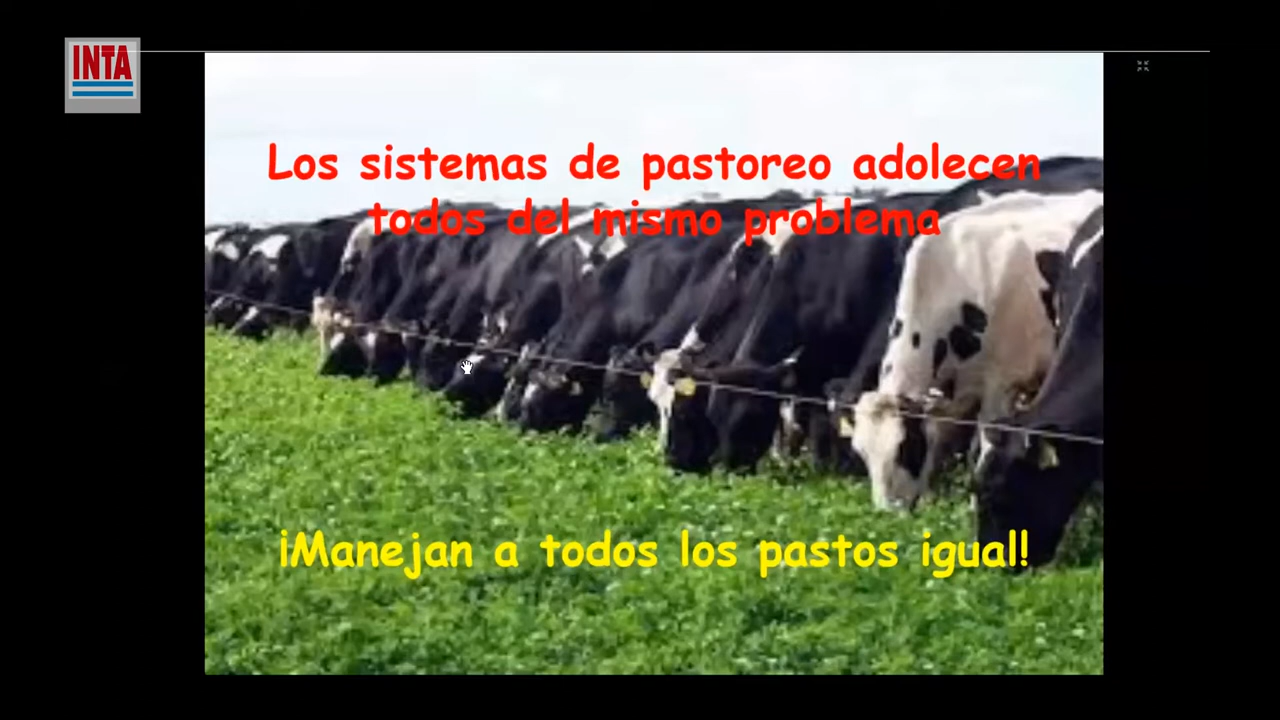 INTA
Los sistemas de pastoreo adolecen
todos del mismo problema
¡Manejan a todos los pastos igual!